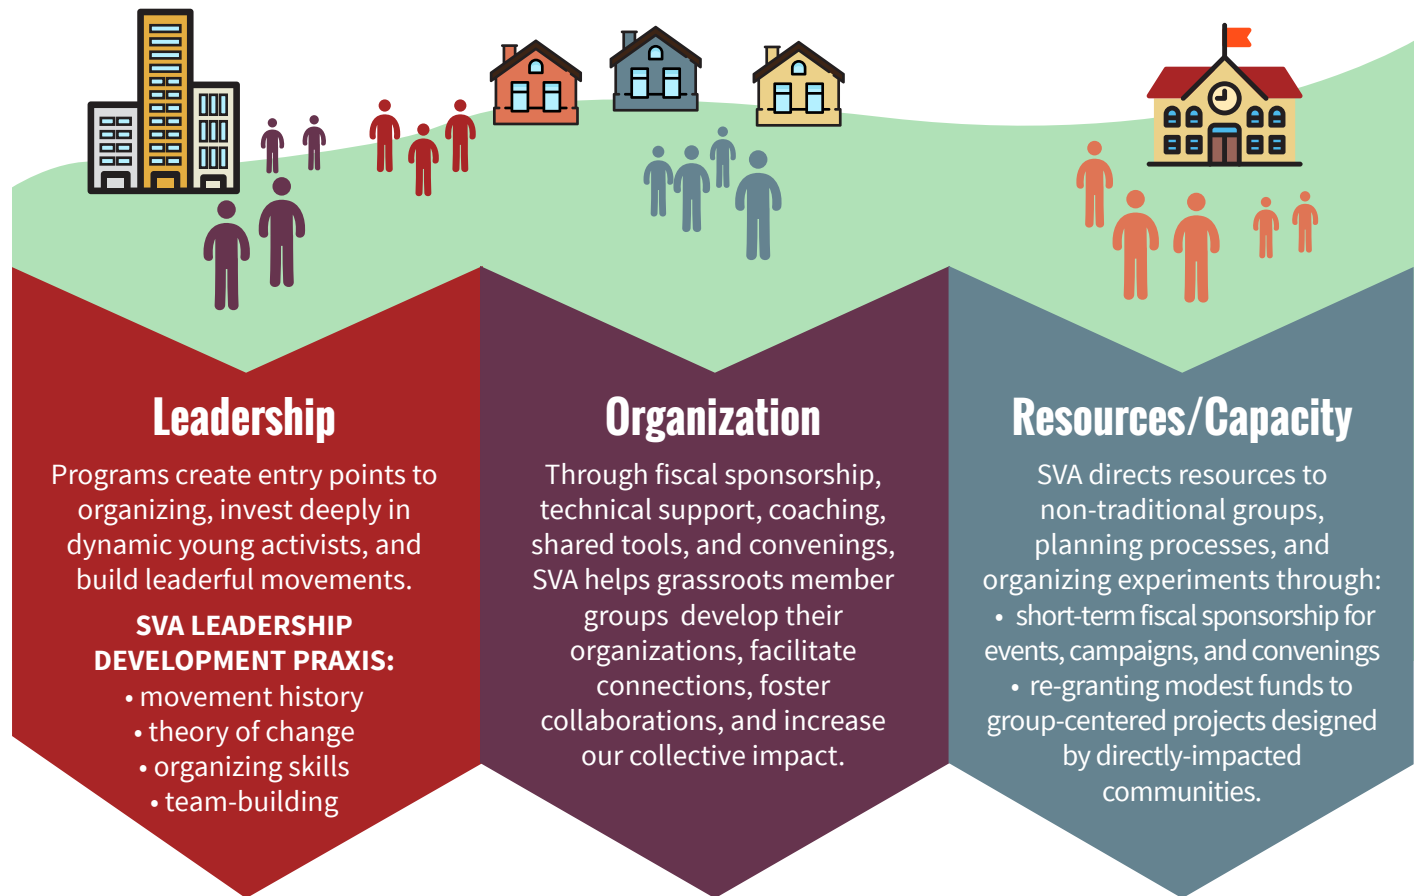 Leadership
Programs create entry points to
organizing, invest deeply in
dynamic young activists, and
build leaderful movements.
SVA LEADERSHIP
DEVELOPMENT PRAXIS:
• movement history
• theory of change
• organizing skills
• team-building
Organization
Through fiscal sponsorship,
technical support, coaching,
shared tools, and convenings,
SVA helps grassroots member
groups develop their
organizations, facilitate
connections, foster
collaborations, and increase
our collective impact.
Resources/Capacity
SVA directs resources to
non-traditional groups,
planning processes, and
organizing experiments through:
• short-term fiscal sponsorship for
events, campaigns, and convenings
• re-granting modest funds to
group-centered projects designed
by directly-impacted
communities.